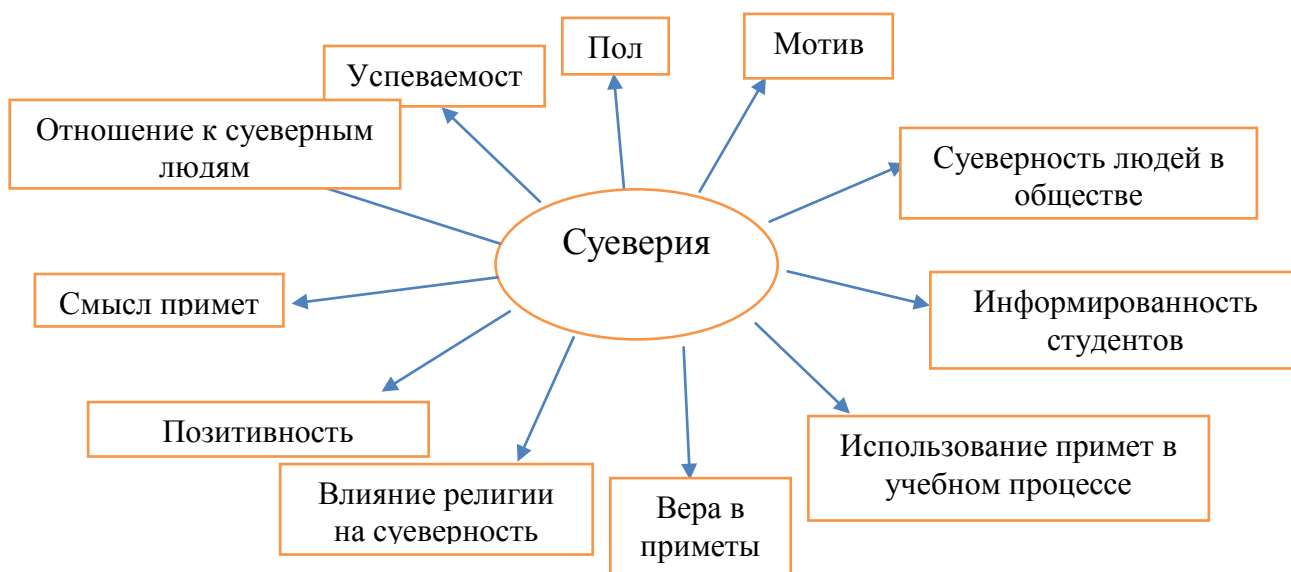 Пол
Мотив
Успеваемост
Отношение к суеверным
людям
Суеверность людей в
обществе
Суеверия
Смысл примет
Информированность
студентов
Позитивность
Использование примет в
учебном процессе
Влияние религии
на суеверность
Вера в
приметы